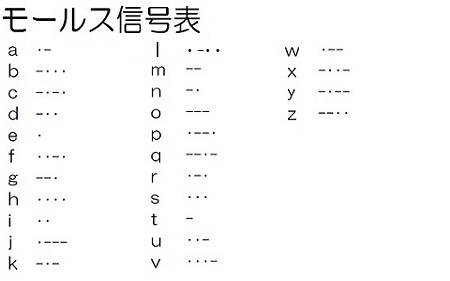 モールス信号表
a ·−
b −···
c −·−·
d −··
e ·
f ··−·
g −−·
h ····
i ··
j ·−−−
k −·−
l ·−··
m −−
n −·
o −−−
p ·−−·
q −−·−
r ·−·
s ···
t −
u ··−
v ···−
w ·−−
x −··−
y −·−−
z −−··